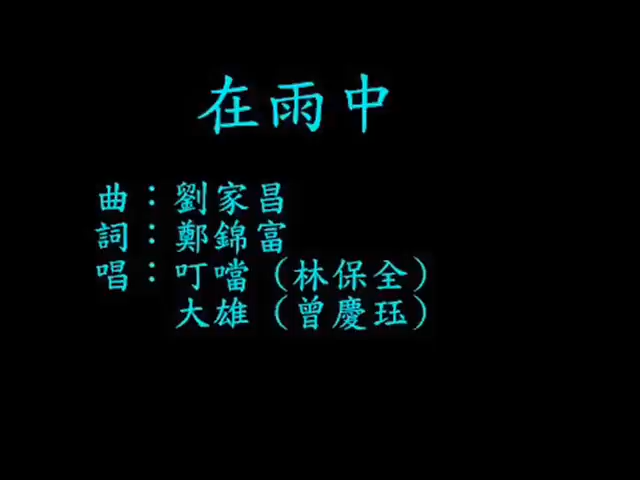 在雨中
曲：劉家昌
詞：鄭錦富
唱：叮噹（林保全）
大雄（曾慶珏）